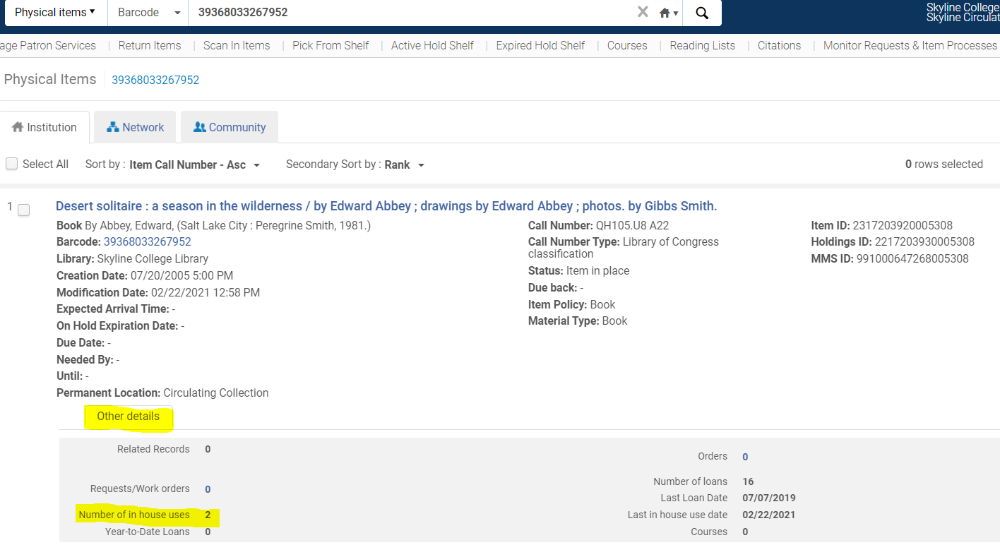 Physical items Barcode 39368033267952
Skyline College
Skyline Circulat
age Patron Services | Return Items | Scan In Items | Pick From Shelf | Active Hold Shelf | Expired Hold Shelf | Courses | Reading Lists | Citations | Monitor Requests & Item Processes
Physical Items 39368033267952
Institution Network Community
Select All Sort by : Item Call Number - Asc Secondary Sort by : Rank 0 rows selected
1 Desert solitaire : a season in the wilderness / by Edward Abbey ; drawings by Edward Abbey ; photos. by Gibbs Smith.
Book By Abbey, Edward, (Salt Lake City : Peregrine Smith, 1981.)
Barcode: 39368033267952
Library: Skyline College Library
Creation Date: 07/20/2005 5:00 PM
Modification Date: 02/22/2021 12:58 PM
Expected Arrival Time: -
On Hold Expiration Date: -
Due Date: -
Needed By: -
Until: -
Permanent Location: Circulating Collection
Call Number: QH105.U8 A22
Call Number Type: Library of Congress
classification
Status: Item in place
Due back: -
Item Policy: Book
Material Type: Book
Item ID: 2317203920005308
Holdings ID: 2217203930005308
MMS ID: 991000647268005308
Other details
Related Records 0
Requests/Work orders 0
Number of in house uses 2
Year-to-Date Loans 0
Orders 0
Number of loans 16
Last Loan Date 07/07/2019
Last in house use date 02/22/2021
Courses 0